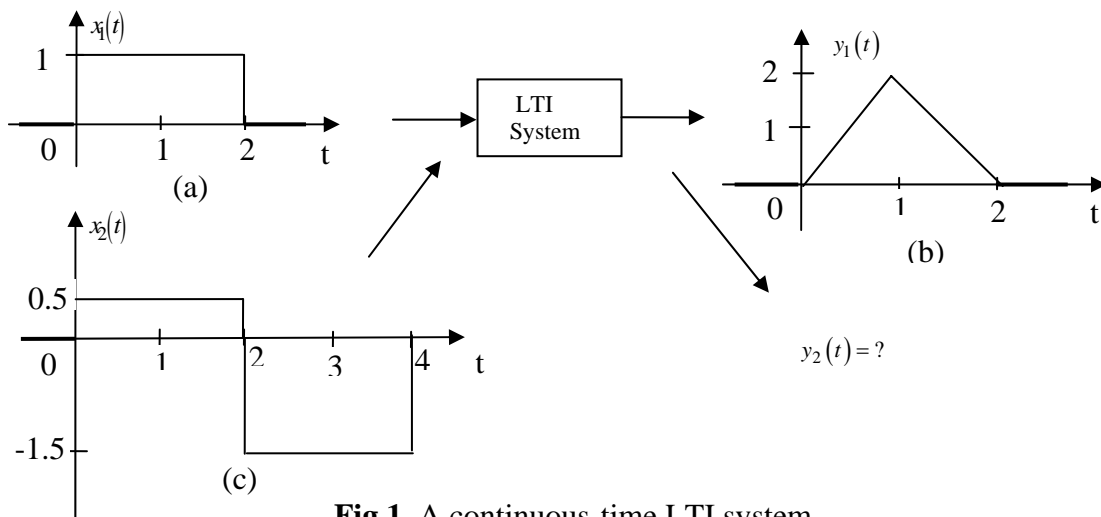 x₁(t)
1
0
1
2
t
(a)
LTI
System
y₁(t)
2
1
0
1
2
t
(b)
x₂(t)
0.5
0
1
2
3
4
t
-1.5
(c)
y₂(t) = ?
Fig 1. A continuous-time LTI system